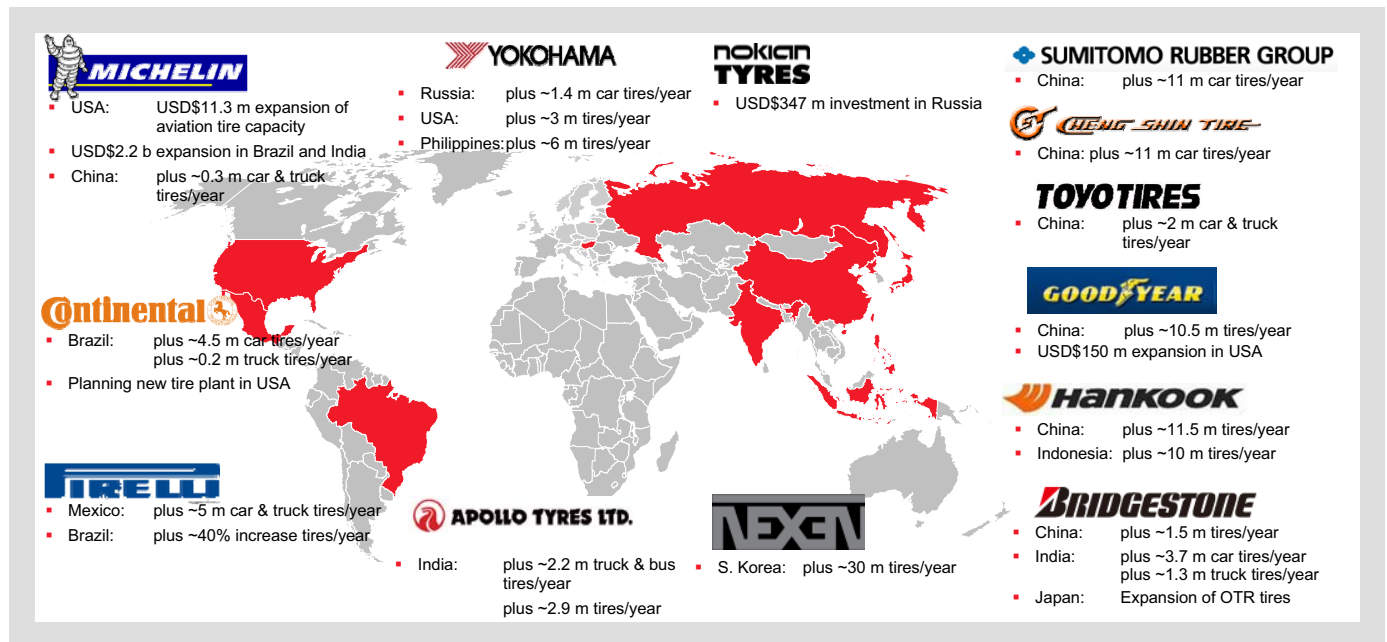 MICHELIN
USA: USD$11.3 m expansion of
aviation tire capacity
USD$2.2 b expansion in Brazil and India
China: plus ~0.3 m car & truck
tires/year
Continental
Brazil: plus ~4.5 m car tires/year
plus ~0.2 m truck tires/year
Planning new tire plant in USA
PIRELLI
Mexico: plus ~5 m car & truck tires/year
Brazil: plus ~40% increase tires/year
YOKOHAMA
Russia: plus ~1.4 m car tires/year
USA: plus ~3 m tires/year
Philippines: plus ~6 m tires/year
APOLLO TYRES LTD.
India: plus ~2.2 m truck & bus
tires/year
plus ~2.9 m tires/year
nokian
TYRES
USD$347 m investment in Russia
NEXEN
S. Korea: plus ~30 m tires/year
SUMITOMO RUBBER GROUP
China: plus ~11 m car tires/year
CHENG SHIN TIRE
China: plus ~11 m car tires/year
TOYO TIRES
China: plus ~2 m car & truck
tires/year
GOODYEAR
China: plus ~10.5 m tires/year
USD$150 m expansion in USA
HANKOOK
China: plus ~11.5 m tires/year
Indonesia: plus ~10 m tires/year
BRIDGESTONE
China: plus ~1.5 m tires/year
India: plus ~3.7 m car tires/year
plus ~1.3 m truck tires/year
Japan: Expansion of OTR tires